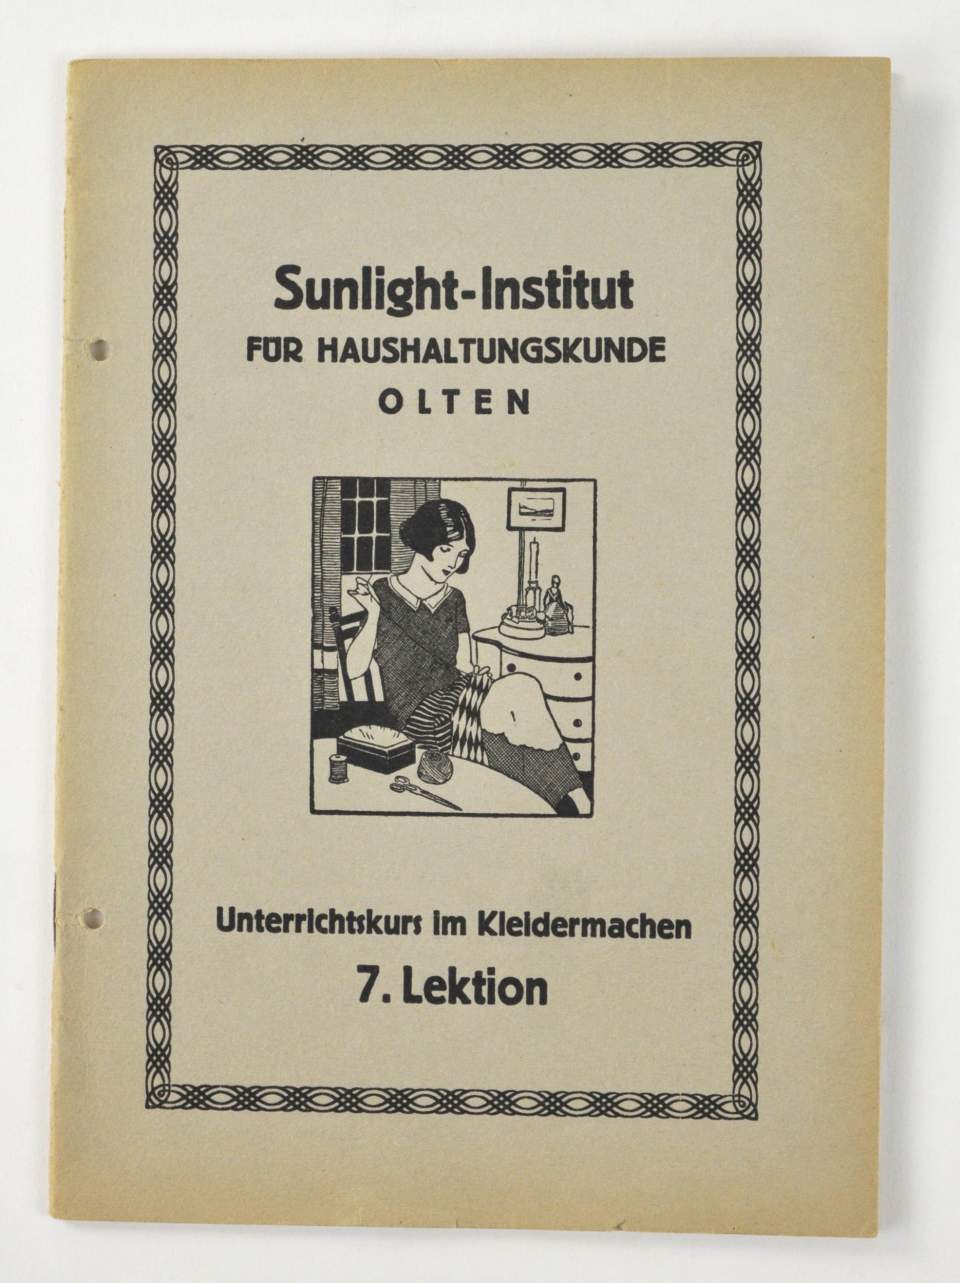 Sunlight-Institut
FÜR HAUSHALTUNGSKUNDE
OLTEN
Unterrichtskurs im Kleidermachen
7. Lektion